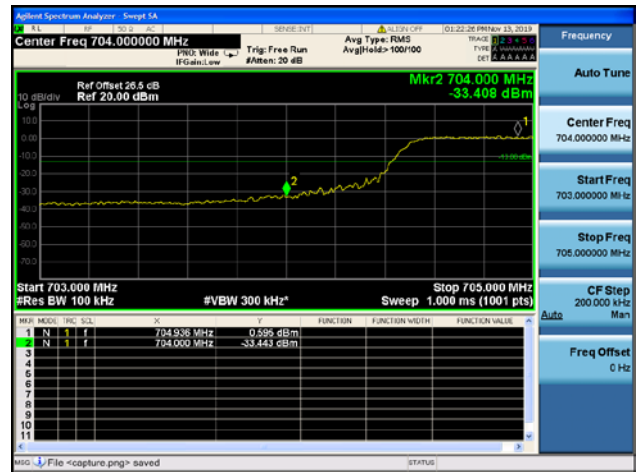 Agilent Spectrum Analyzer - Swept SA
RL RF 50 Ω AC SENSE:INT ALIGN OFF 01:22:26 PM Nov 13, 2019
Center Freq 704.000000 MHz
PNO: Wide
IFGain:Low
Trig: Free Run
#Atten: 20 dB
Avg Type: RMS
Avg|Hold:> 100/100
TRACE 1 2 3 4 5 6
TYPE
DET A A A A A A
Ref Offset 26.5 dB
Ref 20.00 dBm
10 dB/div
Log
Mkr2 704.000 MHz
-33.408 dBm
10.0
0.00
-10.0
-20.0
-30.0
-40.0
-50.0
-60.0
-70.0
1
2
-13.00 dBm
Start 703.000 MHz
Stop 705.000 MHz
#Res BW 100 kHz
#VBW 300 kHz*
Sweep 1.000 ms (1001 pts)
MKR MODE TRC SCL X Y FUNCTION FUNCTION WIDTH FUNCTION VALUE
1 N 1 f 704.936 MHz 0.595 dBm
2 N 1 f 704.000 MHz -33.443 dBm
3
4
5
6
7
8
9
10
11
MSG File <capture.png> saved
STATUS
Frequency
Auto Tune
Center Freq
704.000000 MHz
Start Freq
703.000000 MHz
Stop Freq
705.000000 MHz
CF Step
200.000 kHz
Auto Man
Freq Offset
0 Hz